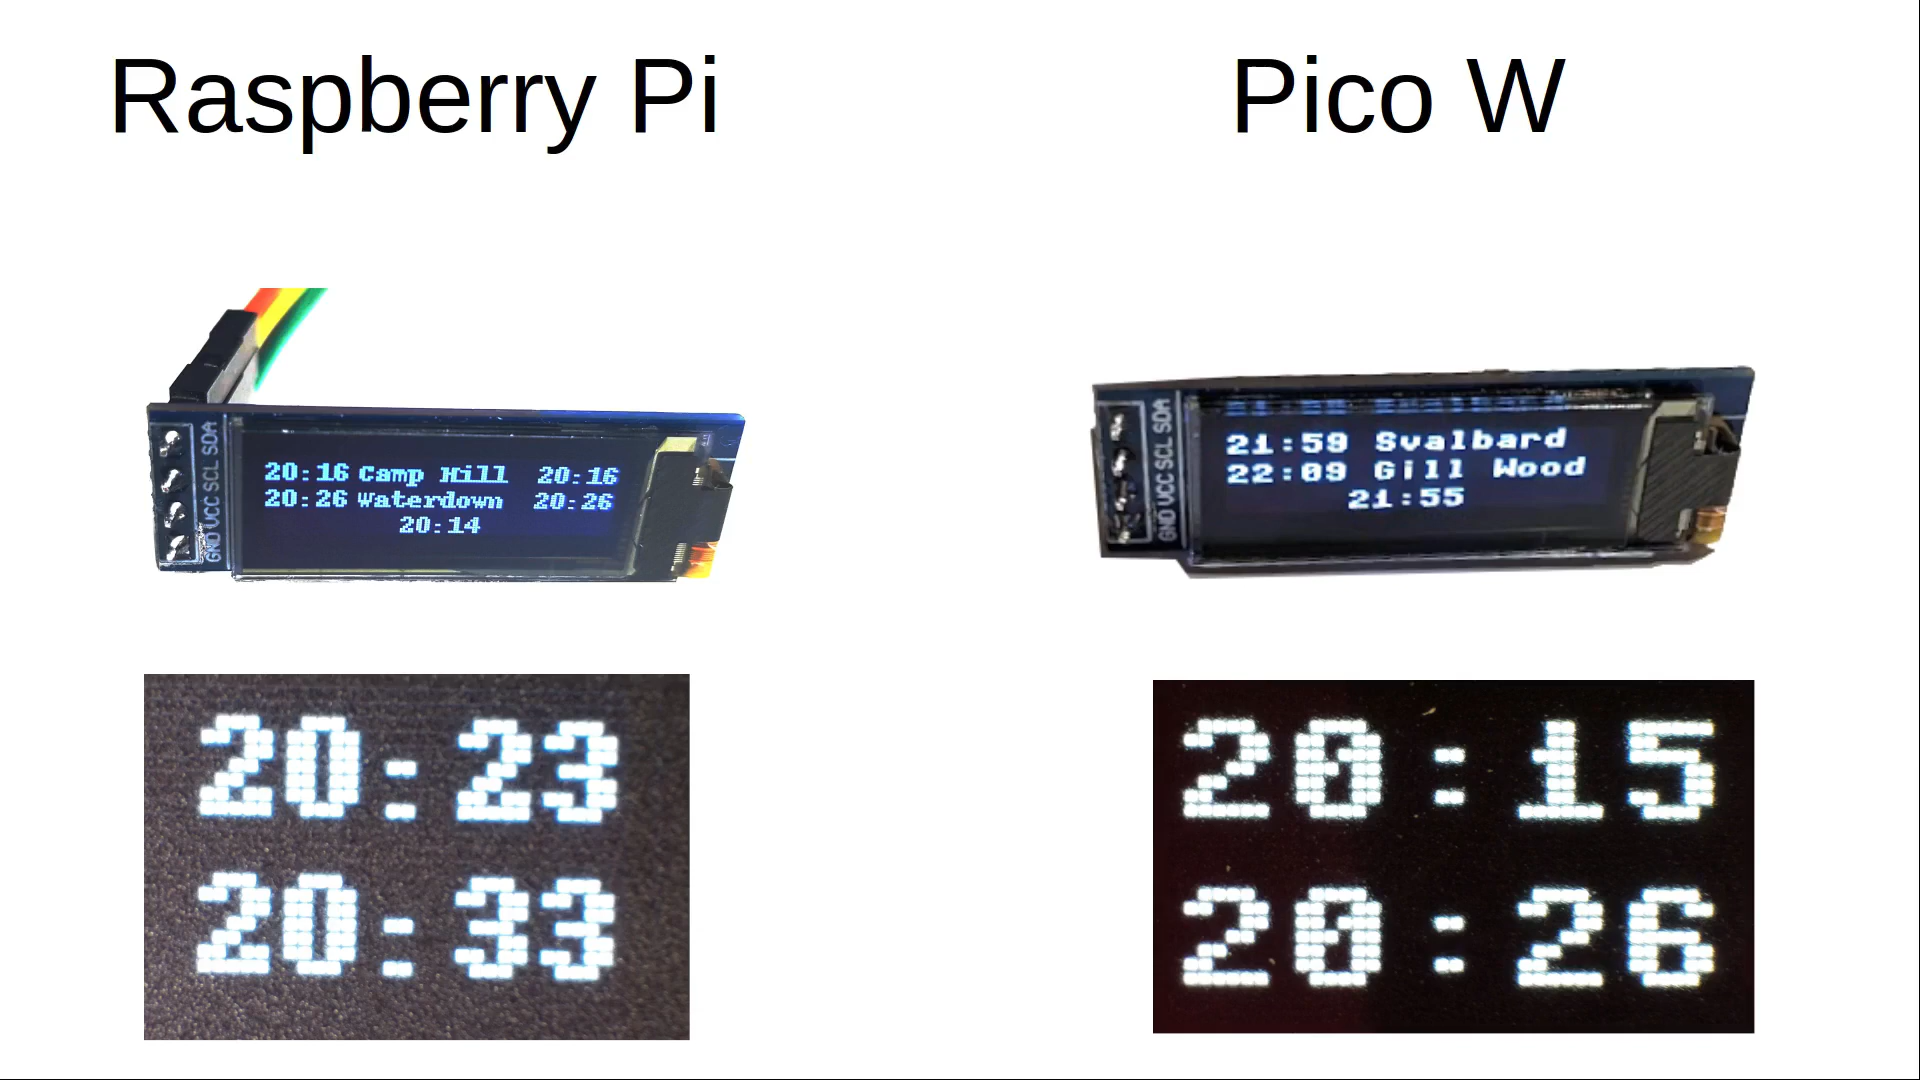 Raspberry Pi
Pico W
GND VCC SCL SDA
20:16 Camp Hill 20:16
20:26 Waterdown 20:26
20:14
GND VCC SCL SDA
21:59 Svalbard
22:09 Gill Wood
21:55
20:23
20:33
20:15
20:26